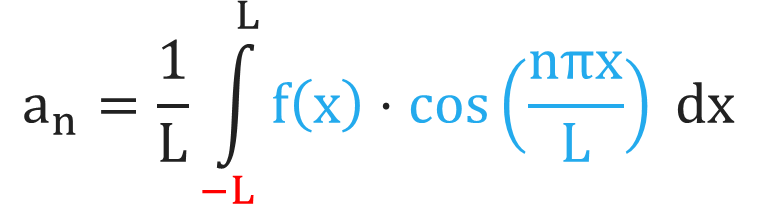 aₙ = 1/L ∫_{-L}^{L} f(x) · cos(nπx/L) dx